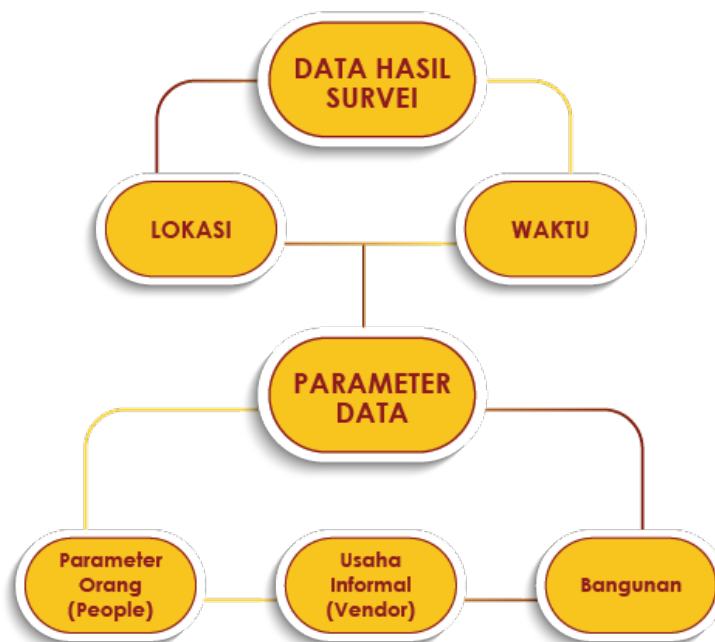 DATA HASIL
SURVEI
LOKASI
WAKTU
PARAMETER
DATA
Parameter
Orang
(People)
Usaha
Informal
(Vendor)
Bangunan